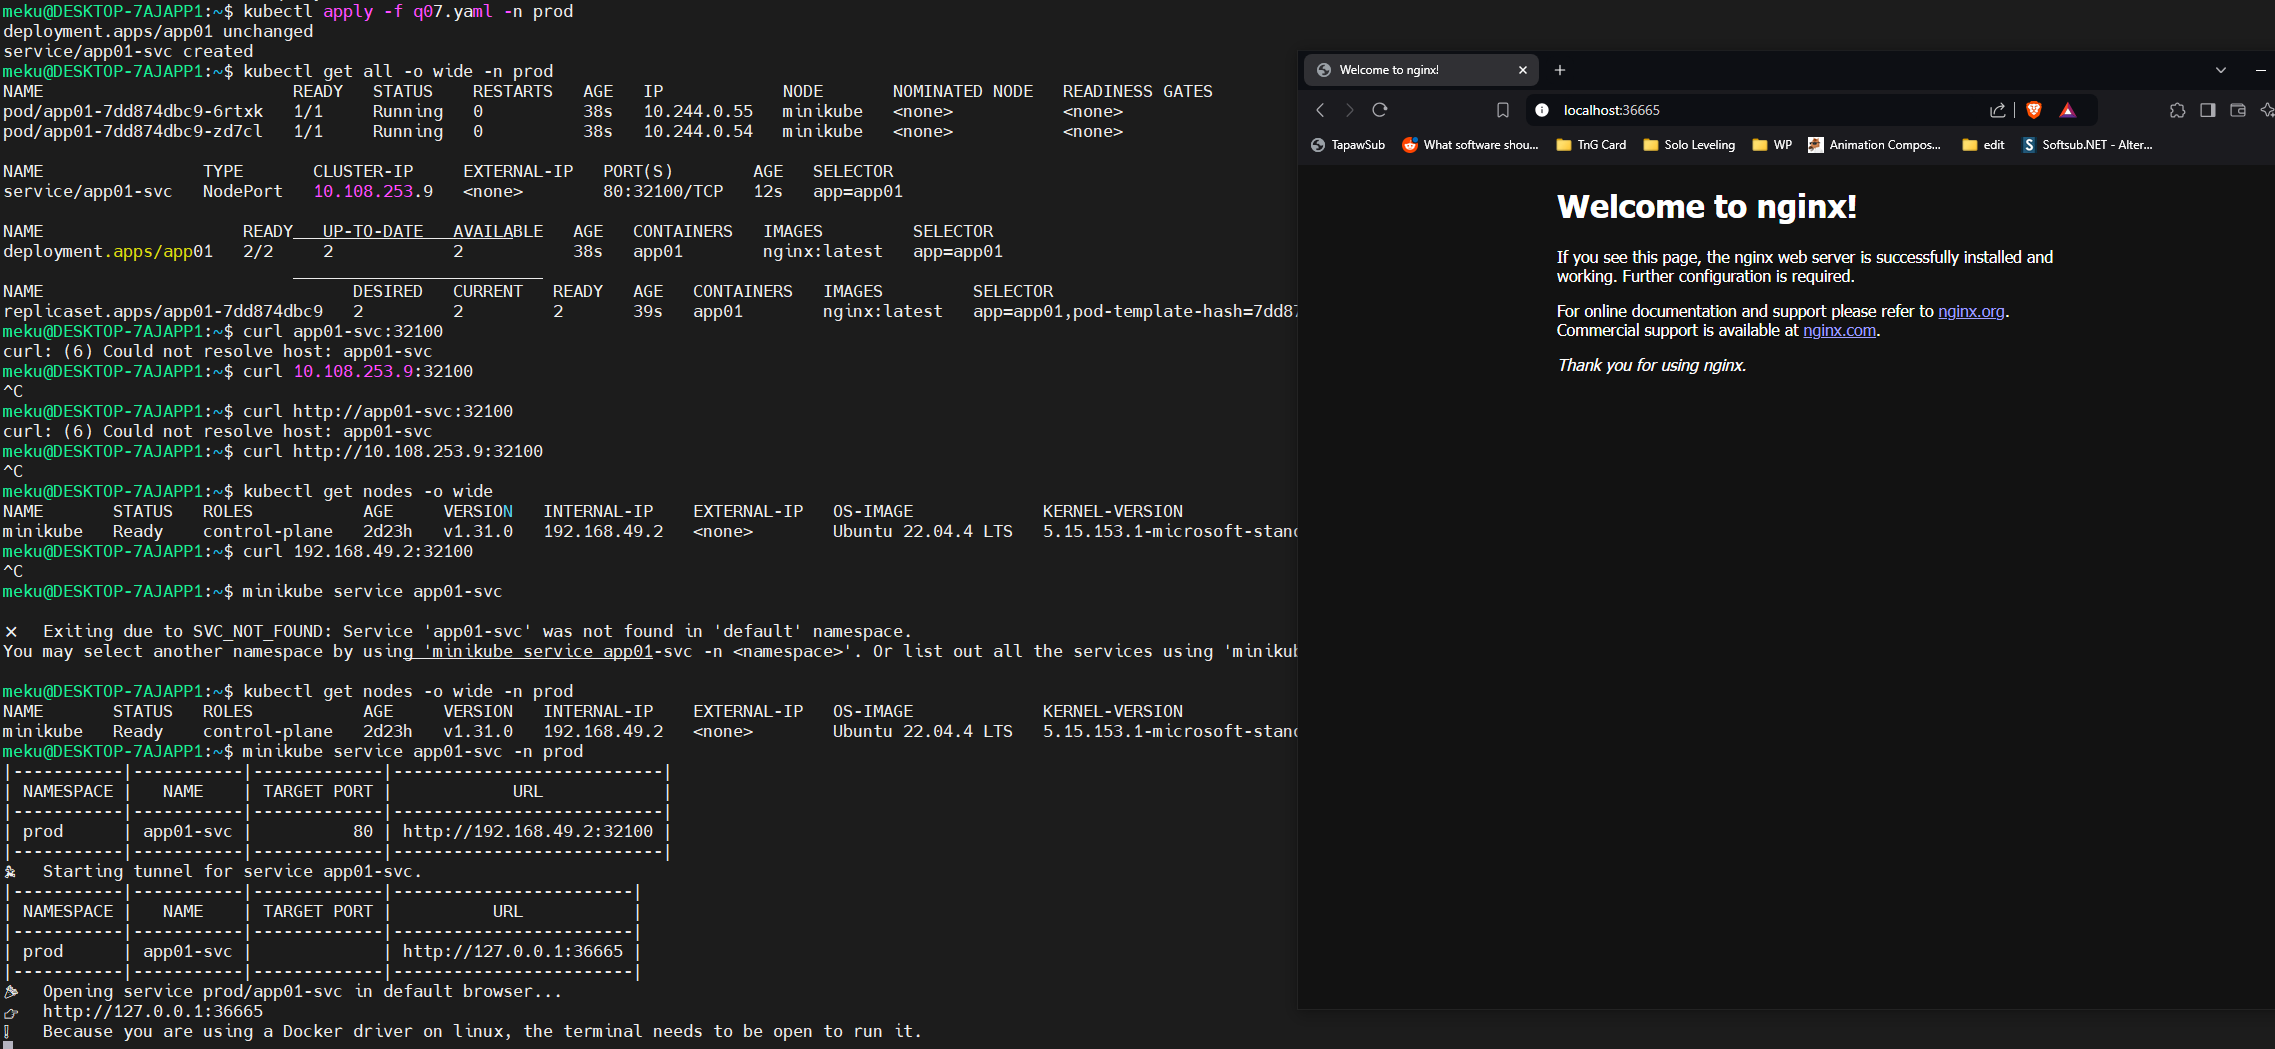 meku@DESKTOP-7AJAPP1:~$ kubectl apply -f q07.yaml -n prod
deployment.apps/app01 unchanged
service/app01-svc created
meku@DESKTOP-7AJAPP1:~$ kubectl get all -o wide -n prod
NAME READY STATUS RESTARTS AGE IP NODE NOMINATED NODE READINESS GATES
pod/app01-7dd874dbc9-6rtxk 1/1 Running 0 38s 10.244.0.55 minikube <none> <none>
pod/app01-7dd874dbc9-zd7cl 1/1 Running 0 38s 10.244.0.54 minikube <none> <none>
NAME TYPE CLUSTER-IP EXTERNAL-IP PORT(S) AGE SELECTOR
service/app01-svc NodePort 10.108.253.9 <none> 80:32100/TCP 12s app=app01
NAME READY UP-TO-DATE AVAILABLE AGE CONTAINERS IMAGES SELECTOR
deployment.apps/app01 2/2 2 2 38s app01 nginx:latest app=app01
NAME DESIRED CURRENT READY AGE CONTAINERS IMAGES SELECTOR
replicaset.apps/app01-7dd874dbc9 2 2 2 39s app01 nginx:latest app=app01,pod-template-hash=7dd87
meku@DESKTOP-7AJAPP1:~$ curl app01-svc:32100
curl: (6) Could not resolve host: app01-svc
meku@DESKTOP-7AJAPP1:~$ curl 10.108.253.9:32100
^C
meku@DESKTOP-7AJAPP1:~$ curl http://app01-svc:32100
curl: (6) Could not resolve host: app01-svc
meku@DESKTOP-7AJAPP1:~$ curl http://10.108.253.9:32100
^C
meku@DESKTOP-7AJAPP1:~$ kubectl get nodes -o wide
NAME STATUS ROLES AGE VERSION INTERNAL-IP EXTERNAL-IP OS-IMAGE KERNEL-VERSION
minikube Ready control-plane 2d23h v1.31.0 192.168.49.2 <none> Ubuntu 22.04.4 LTS 5.15.153.1-microsoft-stan
meku@DESKTOP-7AJAPP1:~$ curl 192.168.49.2:32100
^C
meku@DESKTOP-7AJAPP1:~$ minikube service app01-svc
✕ Exiting due to SVC_NOT_FOUND: Service 'app01-svc' was not found in 'default' namespace.
You may select another namespace by using 'minikube service app01-svc -n <namespace>'. Or list out all the services using 'minikub
meku@DESKTOP-7AJAPP1:~$ kubectl get nodes -o wide -n prod
NAME STATUS ROLES AGE VERSION INTERNAL-IP EXTERNAL-IP OS-IMAGE KERNEL-VERSION
minikube Ready control-plane 2d23h v1.31.0 192.168.49.2 <none> Ubuntu 22.04.4 LTS 5.15.153.1-microsoft-stan
meku@DESKTOP-7AJAPP1:~$ minikube service app01-svc -n prod
|-----------|-----------|-------------|---------------------------|
| NAMESPACE | NAME | TARGET PORT | URL |
|-----------|-----------|-------------|---------------------------|
| prod | app01-svc | 80 | http://192.168.49.2:32100 |
|-----------|-----------|-------------|---------------------------|
Starting tunnel for service app01-svc.
|-----------|-----------|-------------|------------------------|
| NAMESPACE | NAME | TARGET PORT | URL |
|-----------|-----------|-------------|------------------------|
| prod | app01-svc | | http://127.0.0.1:36665 |
|-----------|-----------|-------------|------------------------|
Opening service prod/app01-svc in default browser...
http://127.0.0.1:36665
! Because you are using a Docker driver on linux, the terminal needs to be open to run it.
Welcome to nginx!
localhost:36665
TapawSub What software shou... TnG Card Solo Leveling WP Animation Compos... edit Softsub.NET - Alter...
Welcome to nginx!
If you see this page, the nginx web server is successfully installed and
working. Further configuration is required.
For online documentation and support please refer to nginx.org.
Commercial support is available at nginx.com.
Thank you for using nginx.